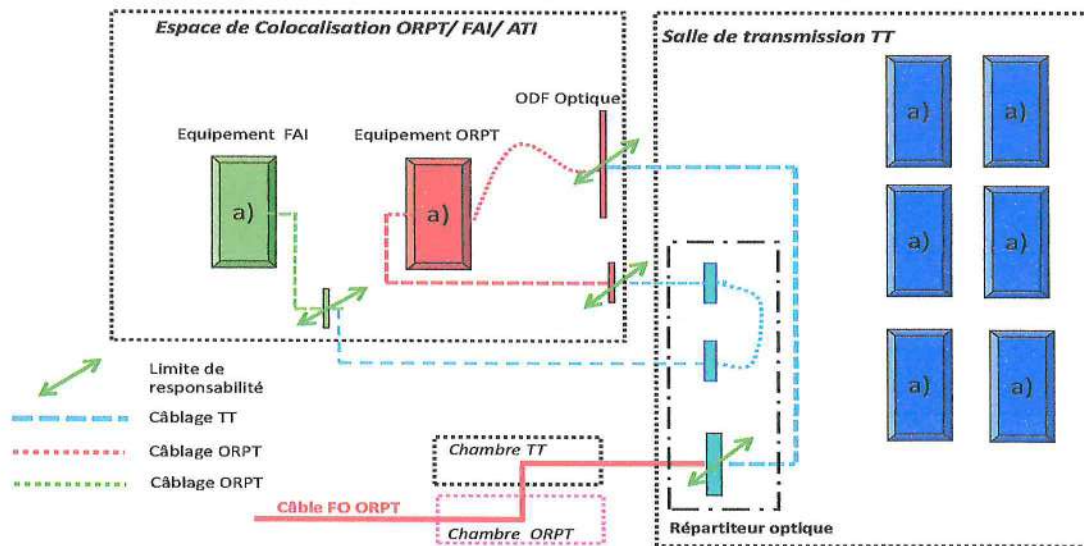 Espace de Colocalisation ORPT/ FAI/ ATI
Salle de transmission TT
ODF Optique
Equipement FAI
Equipement ORPT
a)
a)
a)
a)
a)
a)
a)
a)
Limite de
responsabilité
Câblage TT
Câblage ORPT
Câblage ORPT
Chambre TT
Câble FO ORPT
Chambre ORPT
Répartiteur optique